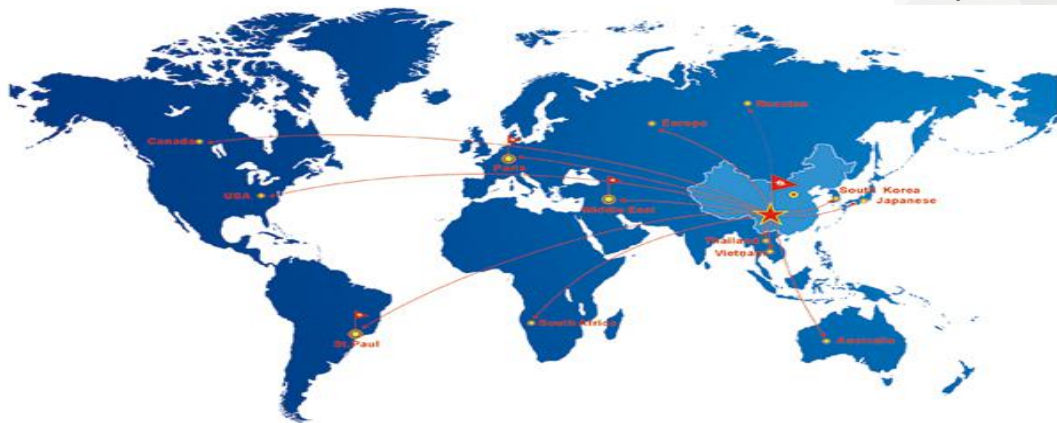 Russian
Europe
Canada
Paris
USA
South Korea
Japanese
Middle East
Thailand
Vietnam
South Africa
St.Paul
Australia